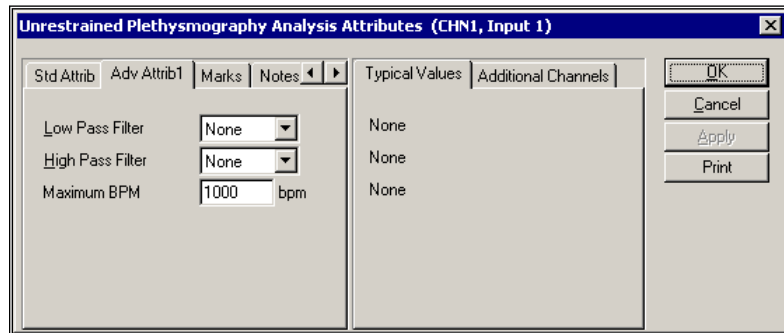 Unrestrained Plethysmography Analysis Attributes (CHN1, Input 1)
Std Attrib Adv Attrib1 Marks Notes
Low Pass Filter None
High Pass Filter None
Maximum BPM 1000 bpm
Typical Values Additional Channels
None
None
None
OK
Cancel
Apply
Print